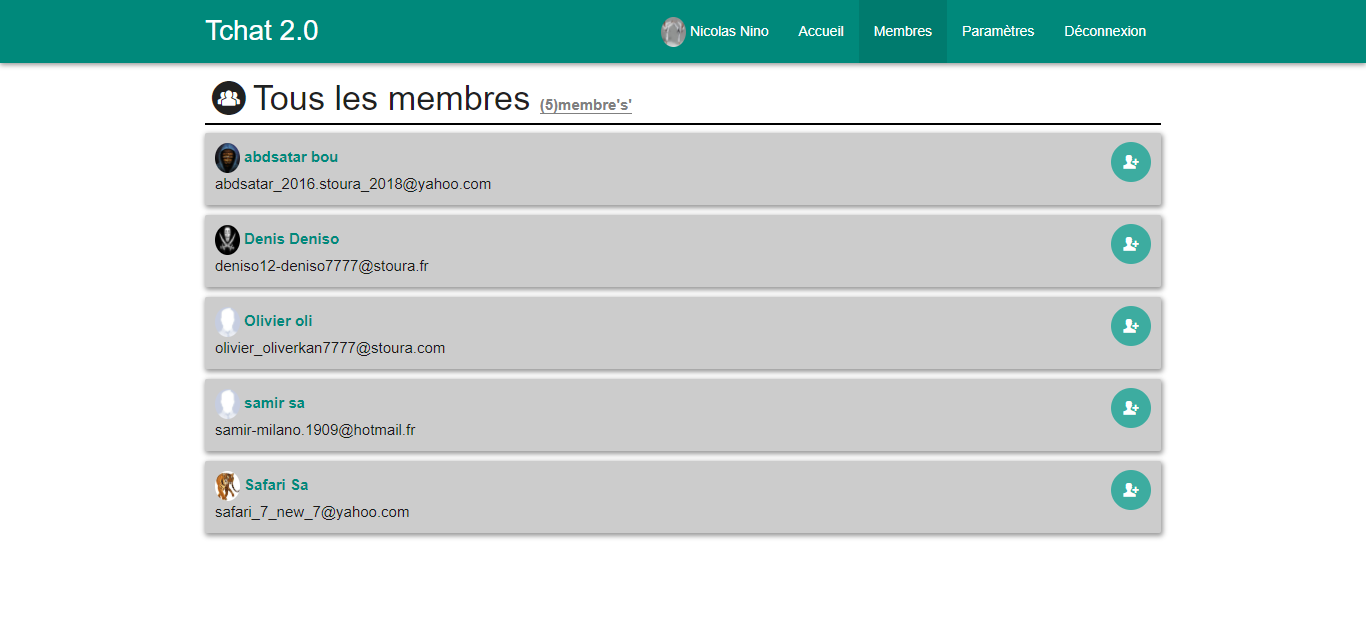 Tchat 2.0
Nicolas Nino Accueil Membres Paramètres Déconnexion
Tous les membres (5)membre's'
abdsatar bou
abdsatar_2016.stoura_2018@yahoo.com
Denis Deniso
deniso12-deniso7777@stoura.fr
Olivier oli
olivier_oliverkan7777@stoura.com
samir sa
samir-milano.1909@hotmail.fr
Safari Sa
safari_7_new_7@yahoo.com